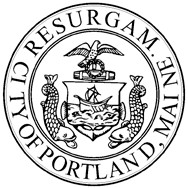 RESURGAM
CITY OF PORTLAND, MAINE